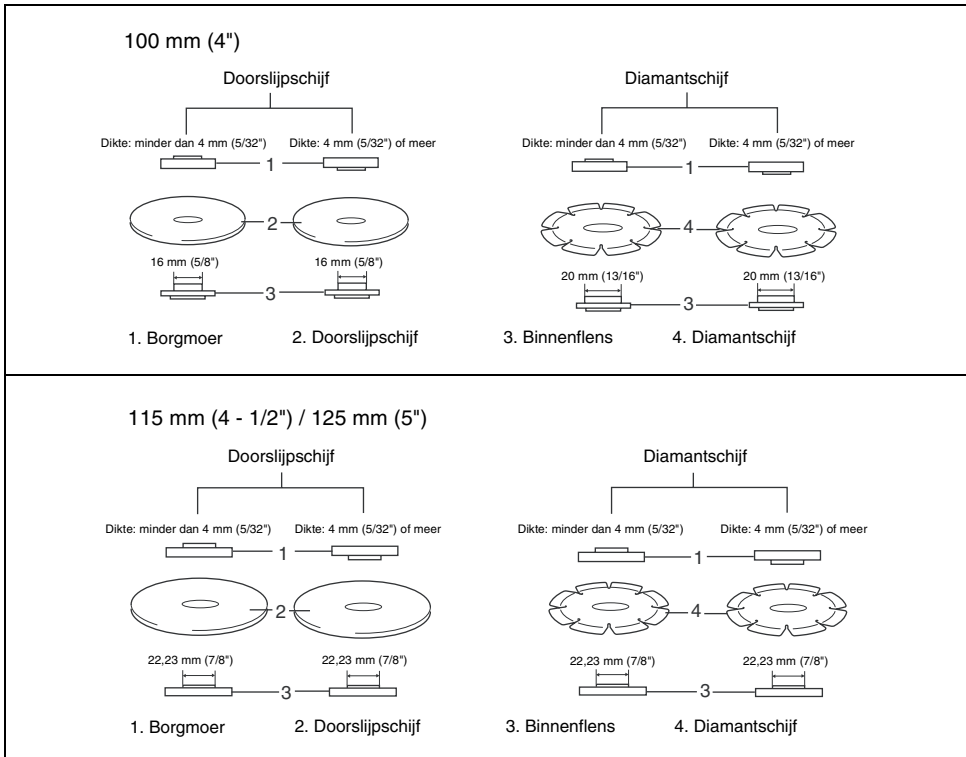 100 mm (4")
Doorslijpschijf
Diamantschijf
Dikte: minder dan 4 mm (5/32")
Dikte: 4 mm (5/32") of meer
Dikte: minder dan 4 mm (5/32")
Dikte: 4 mm (5/32") of meer
1
1
2
4
16 mm (5/8")
16 mm (5/8")
20 mm (13/16")
20 mm (13/16")
3
3
1. Borgmoer
2. Doorslijpschijf
3. Binnenflens
4. Diamantschijf
115 mm (4 - 1/2") / 125 mm (5")
Doorslijpschijf
Diamantschijf
Dikte: minder dan 4 mm (5/32")
Dikte: 4 mm (5/32") of meer
Dikte: minder dan 4 mm (5/32")
Dikte: 4 mm (5/32") of meer
1
1
2
4
22,23 mm (7/8")
22,23 mm (7/8")
22,23 mm (7/8")
22,23 mm (7/8")
3
3
1. Borgmoer
2. Doorslijpschijf
3. Binnenflens
4. Diamantschijf